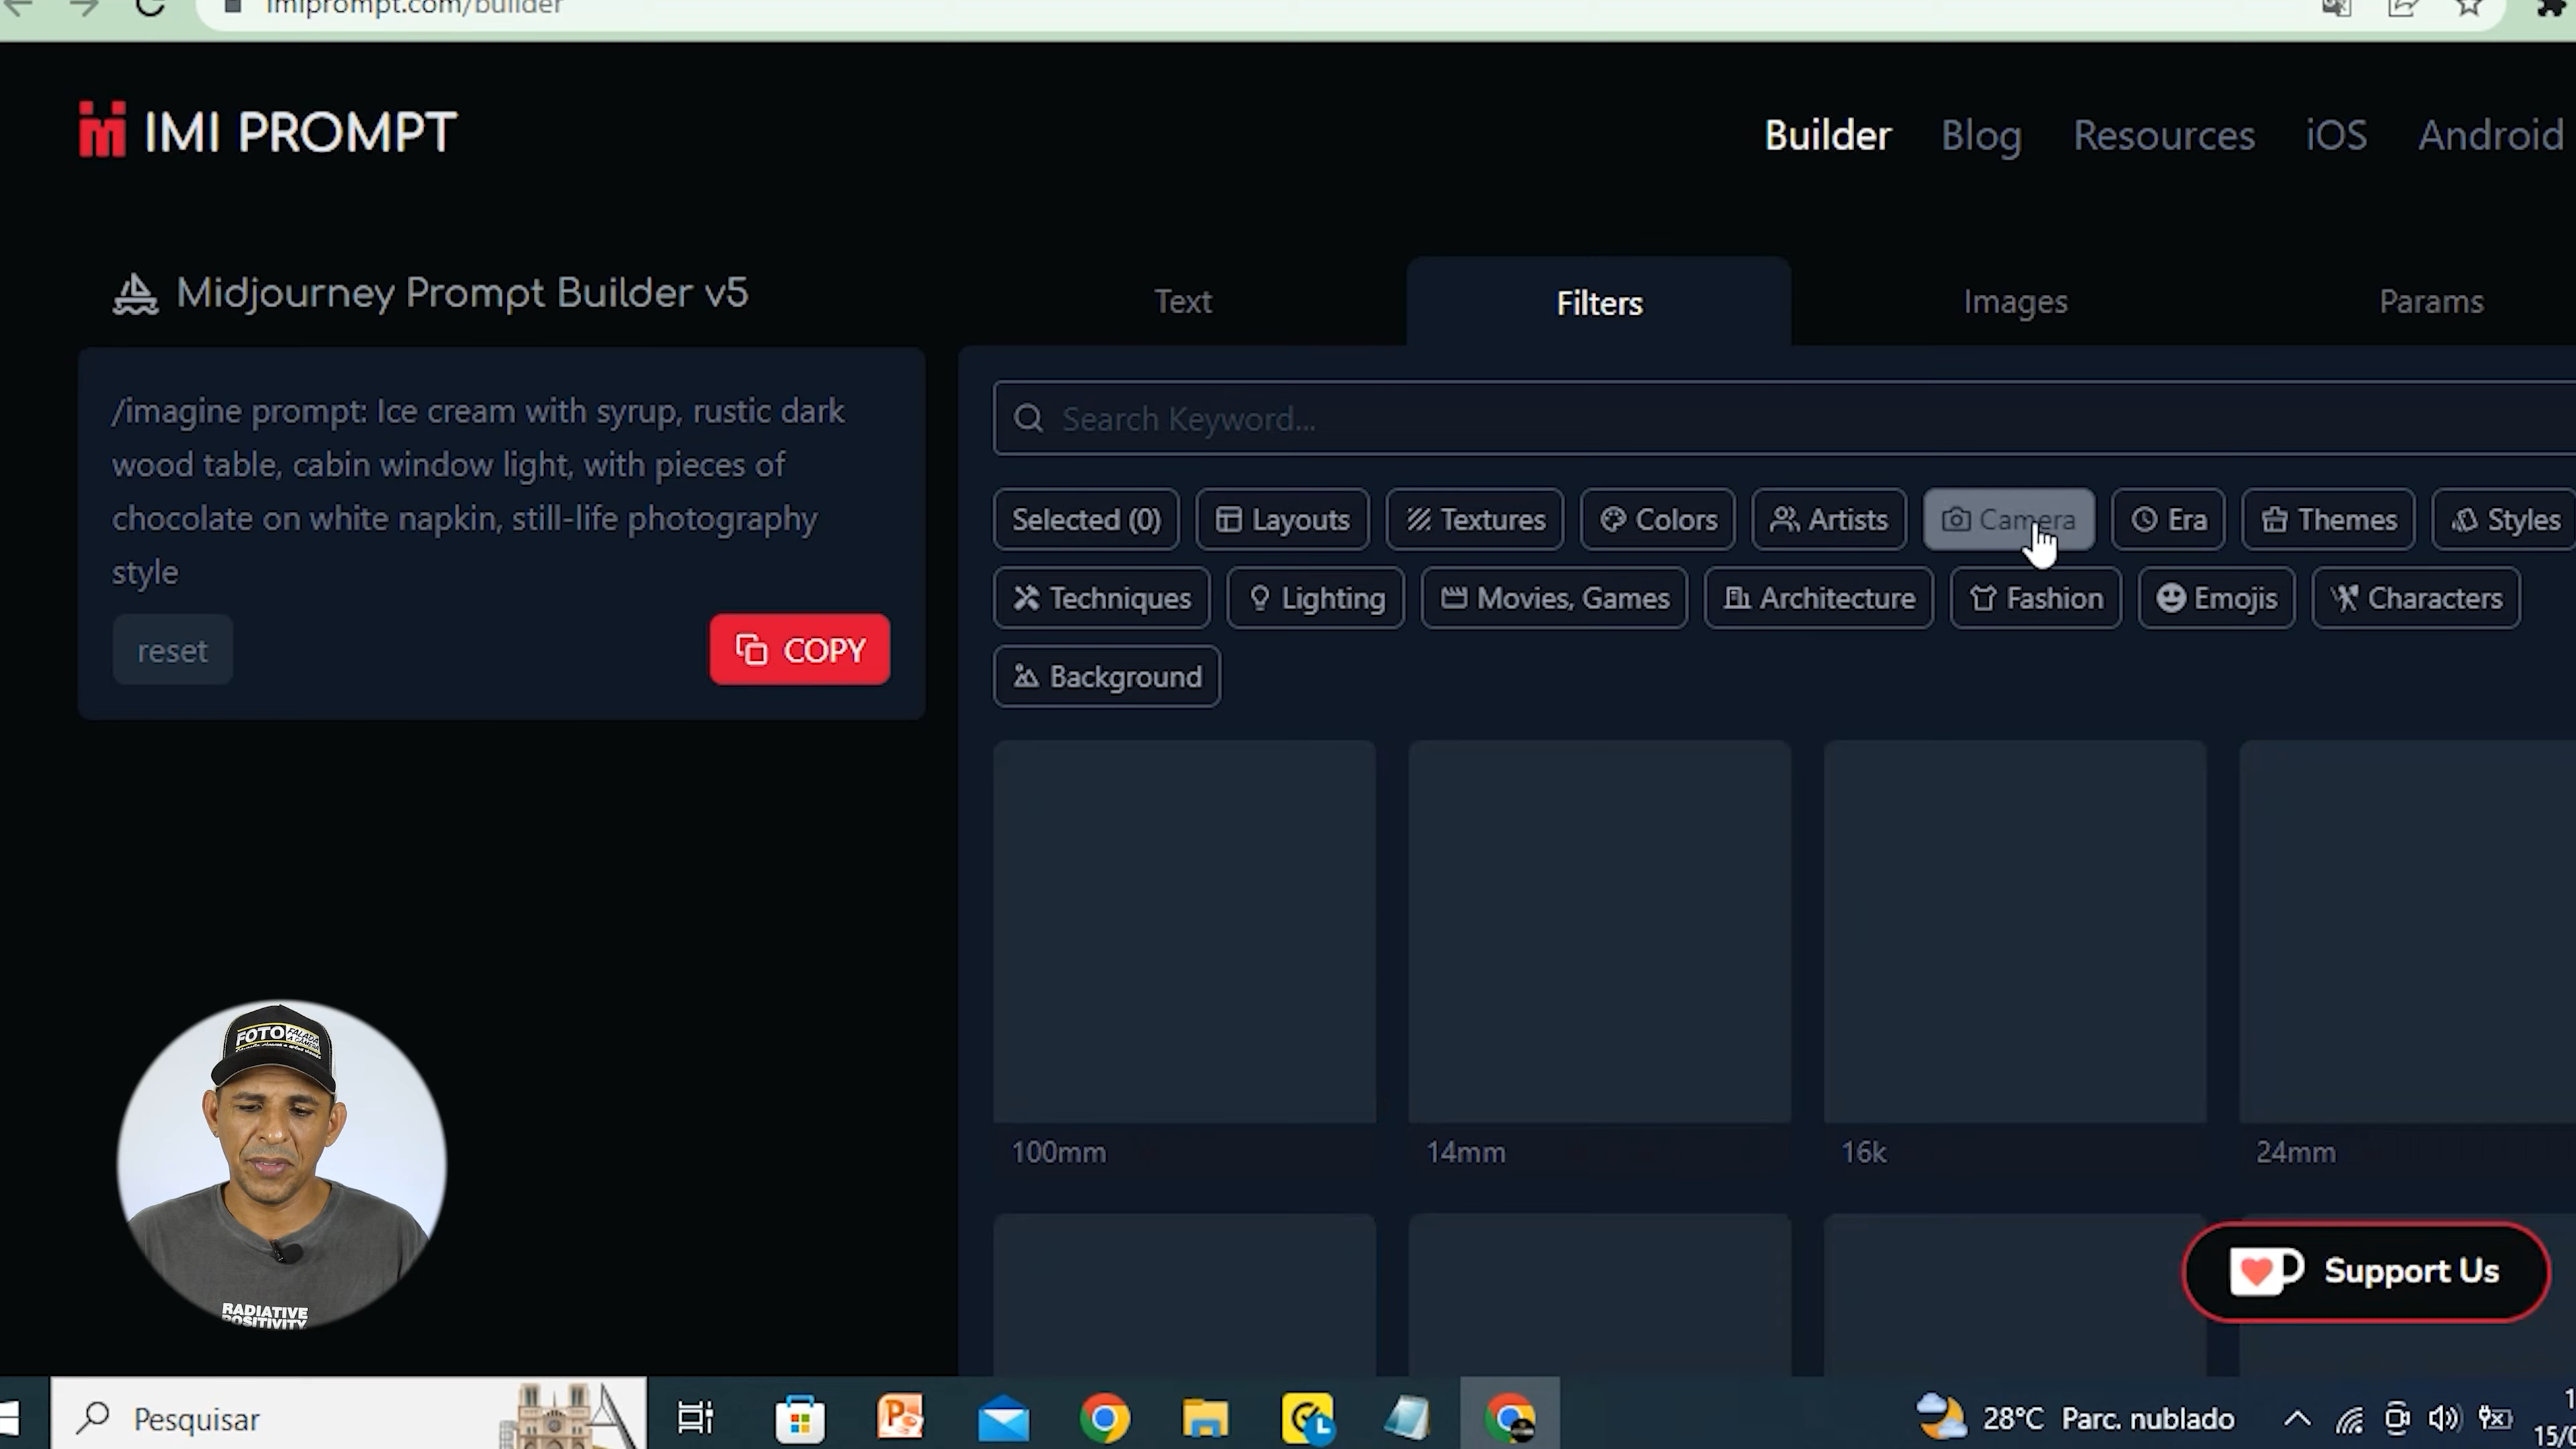 imiprompt.com/builder
IMI PROMPT
Builder Blog Resources iOS Android
Midjourney Prompt Builder v5
Text Filters Images Params
/imagine prompt: Ice cream with syrup, rustic dark
wood table, cabin window light, with pieces of
chocolate on white napkin, still-life photography
style
reset
COPY
Search Keyword...
Selected (0) Layouts Textures Colors Artists Camera Era Themes Styles
Techniques Lighting Movies, Games Architecture Fashion Emojis Characters
Background
100mm 14mm 16k 24mm
FOTO FALADA
RADIATIVE
POSITIVITY
Support Us
Pesquisar
28°C Parc. nublado